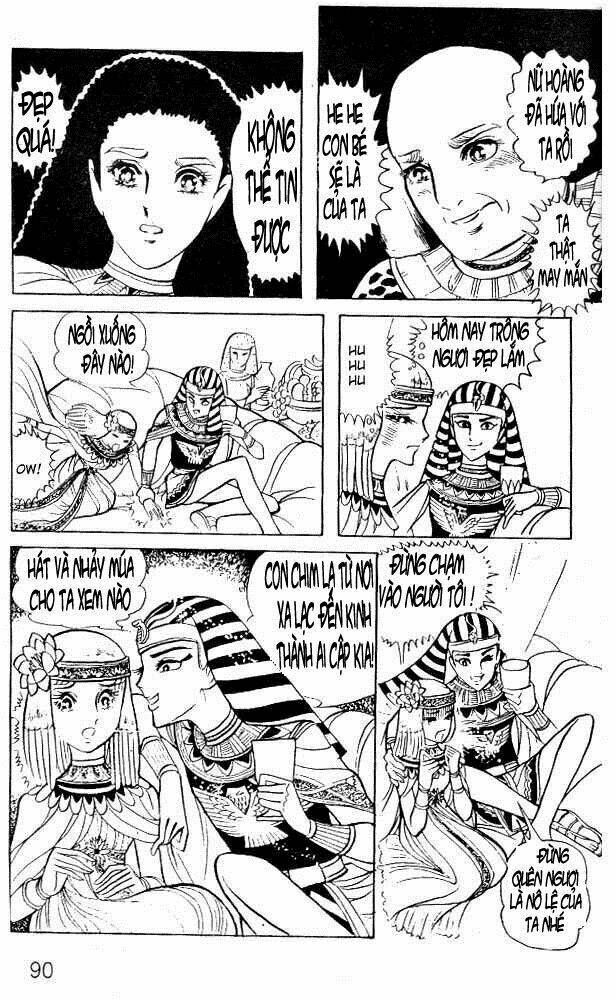 NỮ HOÀNG
ĐÃ HỨA VỚI
TA RỒI
HE HE
CON BÉ
SẼ LÀ
CỦA TA
TA
THẬT
MAY MẮN
KHÔNG
THỂ TIN
ĐƯỢC
ĐẸP
QUÁ!
HÔM NAY TRÔNG
NGƯƠI ĐẸP LẮM
HU
HU
HU
NGỒI XUỐNG
ĐÂY NÀO!
OW!
ĐỪNG CHẠM
VÀO NGƯỜI TÔI!
ĐỪNG
QUÊN NGƯƠI
LÀ NÔ LỆ CỦA
TA NHÉ
CON CHIM LẠ TỪ NƠI
XA LẠC ĐẾN KINH
THÀNH AI CẬP KIA!
HÁT VÀ NHẢY MÚA
CHO TA XEM NÀO
90